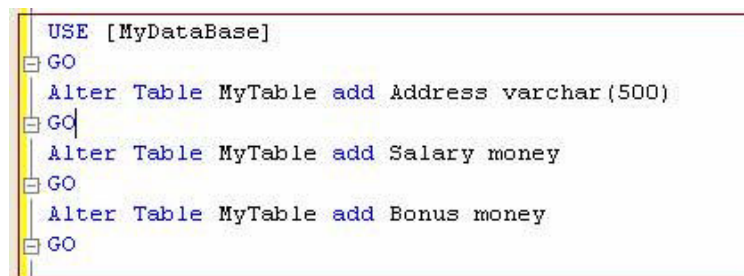 USE [MyDataBase]
GO
Alter Table MyTable add Address varchar(500)
GO
Alter Table MyTable add Salary money
GO
Alter Table MyTable add Bonus money
GO